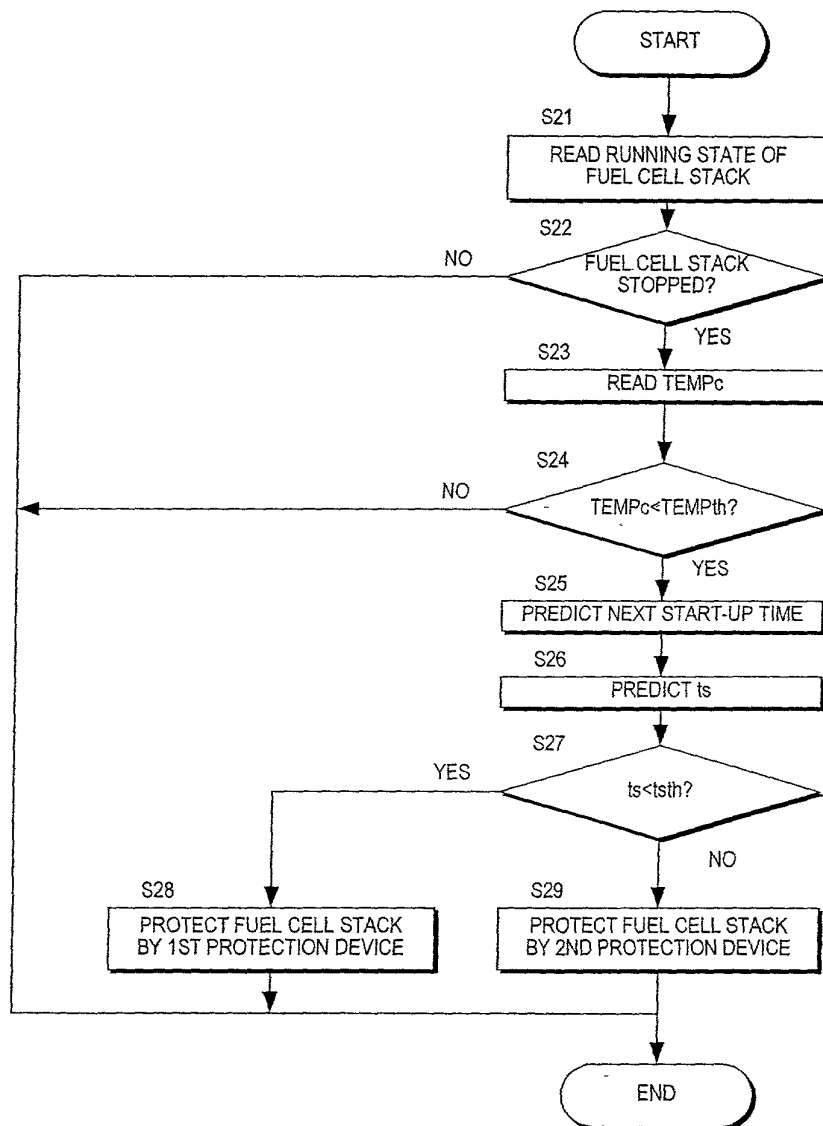 START
S21
READ RUNNING STATE OF
FUEL CELL STACK
S22
NO
FUEL CELL STACK
STOPPED?
YES
S23
READ TEMPc
S24
NO
TEMPc<TEMPth?
YES
S25
PREDICT NEXT START-UP TIME
S26
PREDICT ts
S27
YES
ts<tsth?
NO
S28
PROTECT FUEL CELL STACK
BY 1ST PROTECTION DEVICE
S29
PROTECT FUEL CELL STACK
BY 2ND PROTECTION DEVICE
END